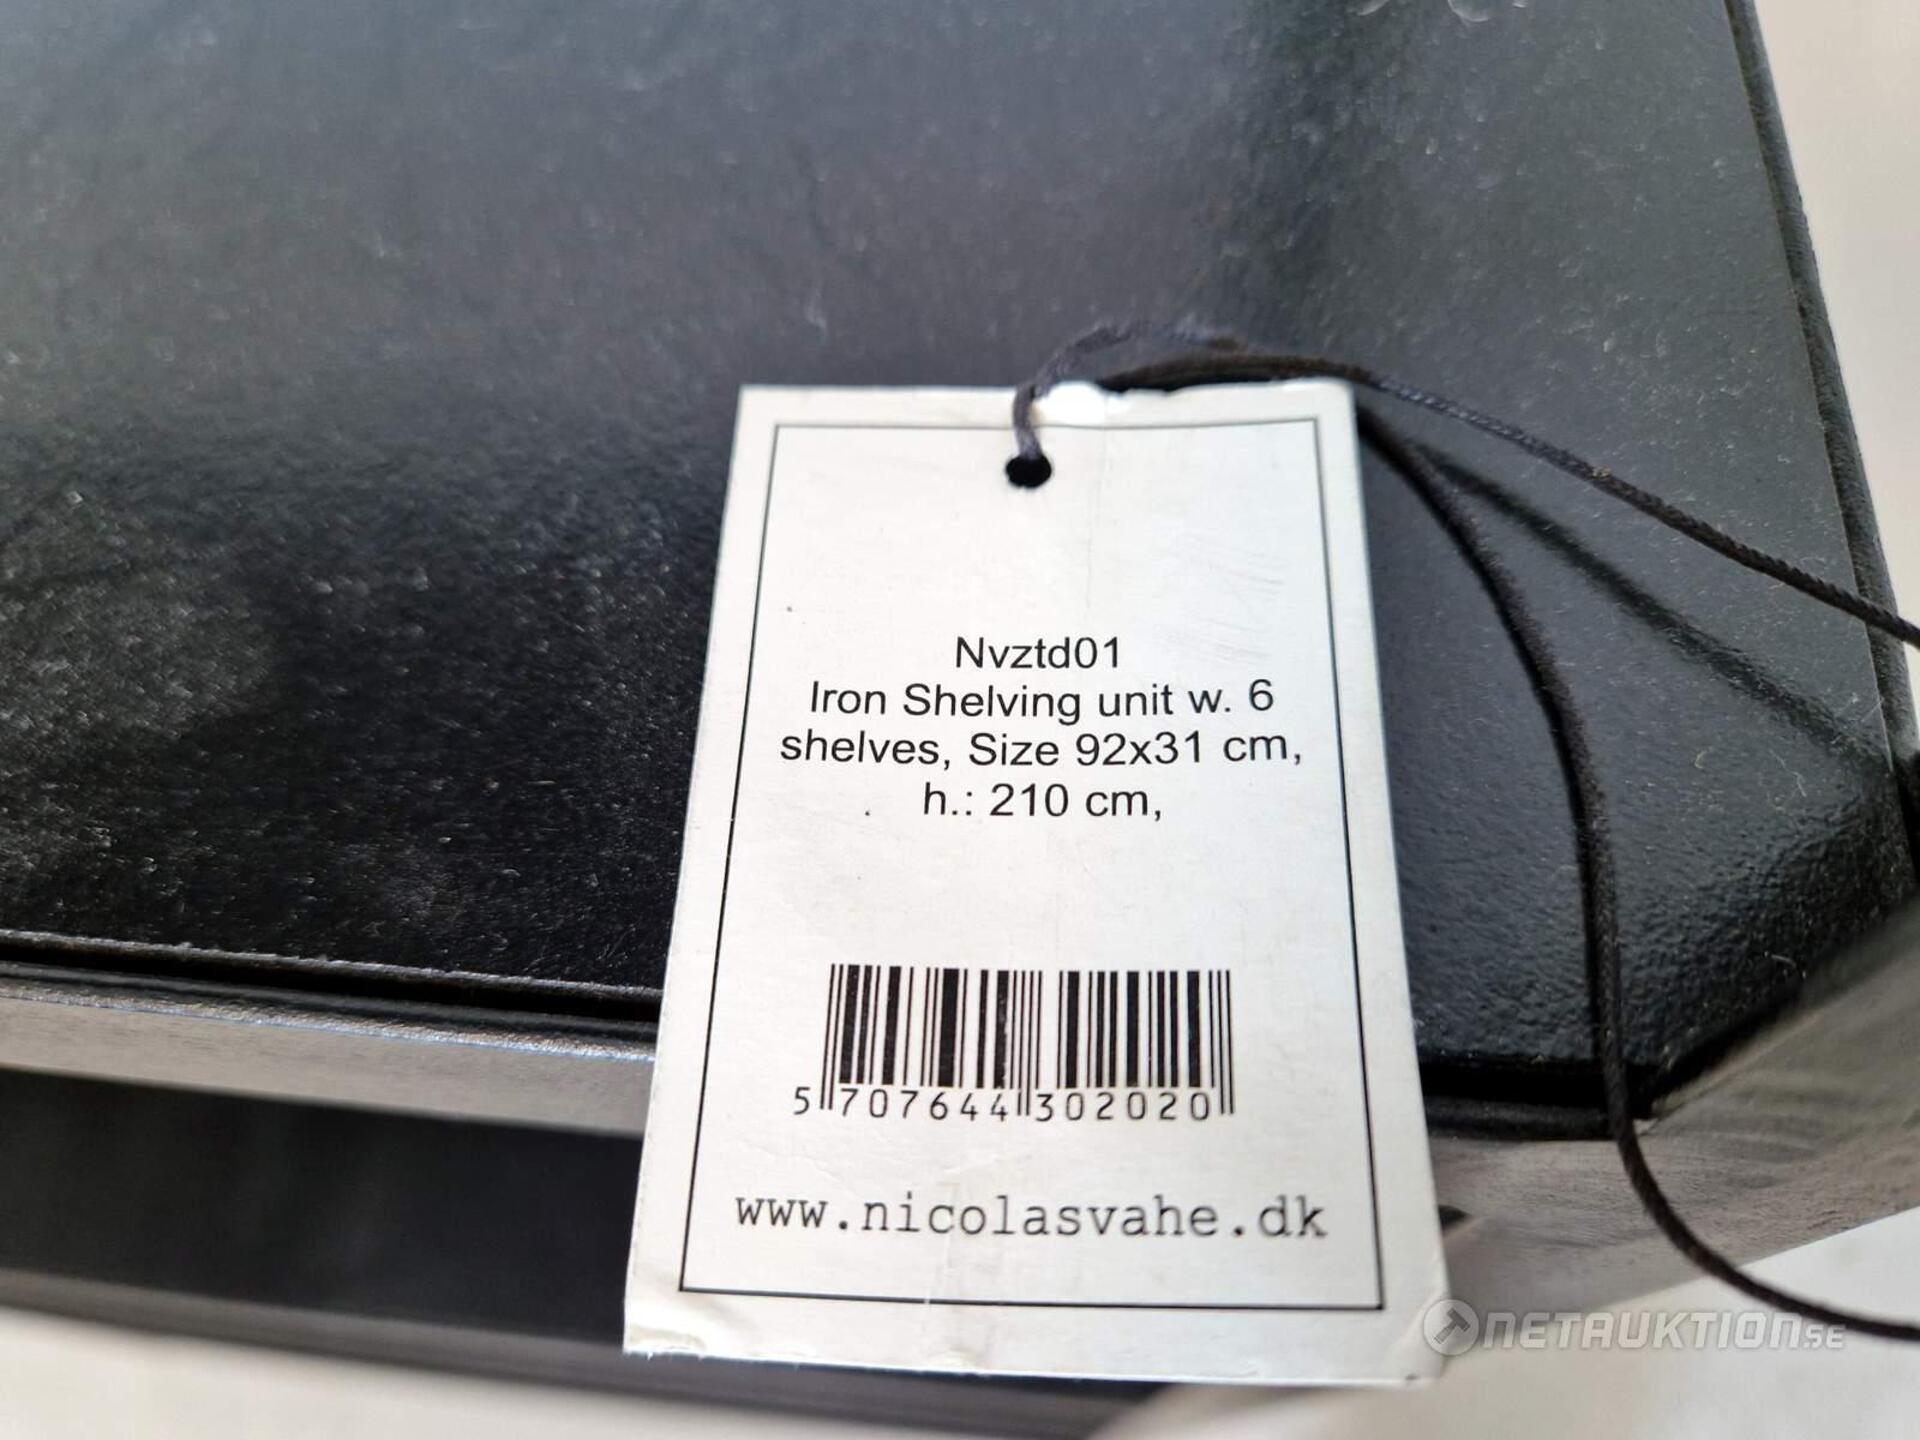 Nvztd01
Iron Shelving unit w. 6
shelves, Size 92x31 cm,
h.: 210 cm,
5 707644 302020
www.nicolasvahe.dk
NETAUKTION.SE